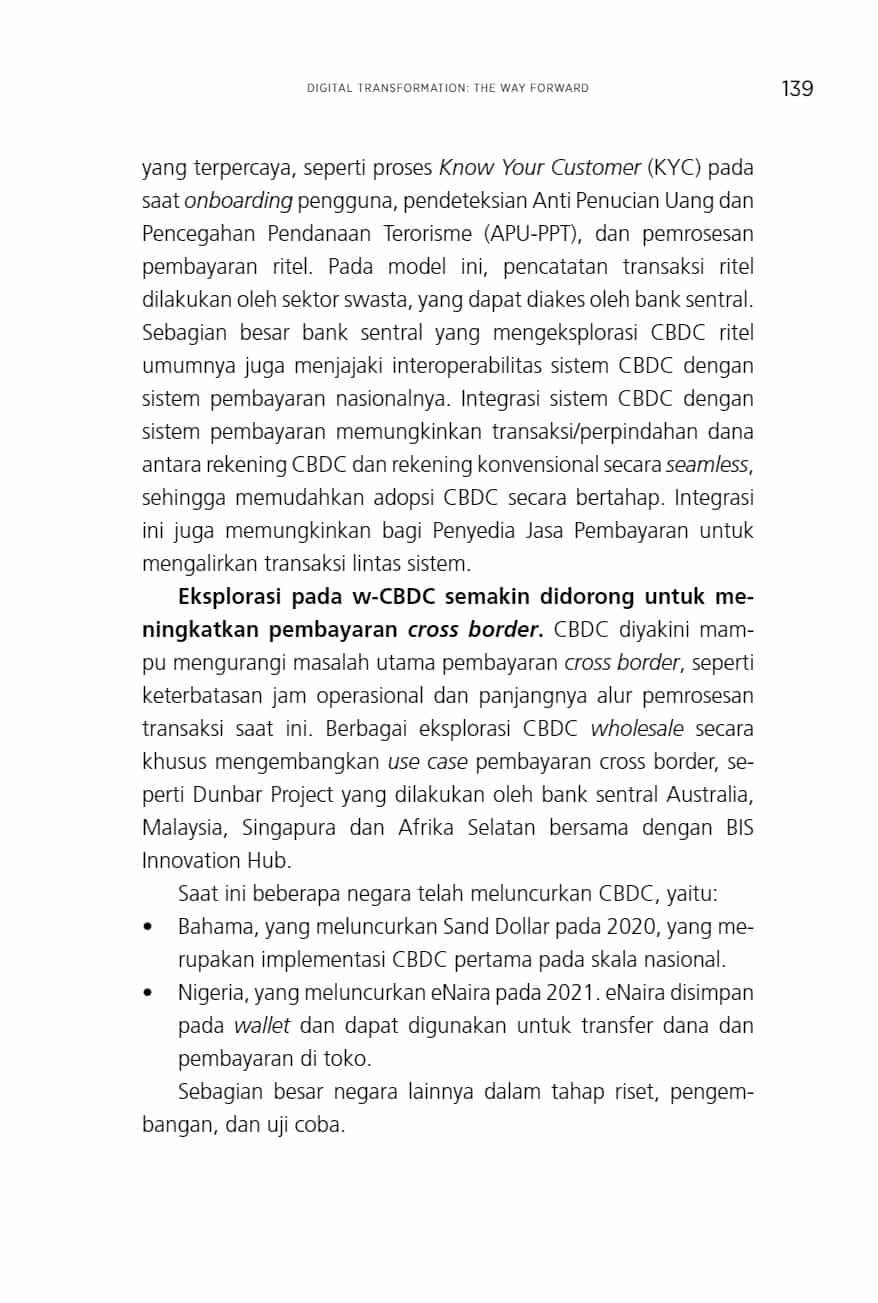 DIGITAL TRANSFORMATION: THE WAY FORWARD 139
yang terpercaya, seperti proses Know Your Customer (KYC) pada
saat onboarding pengguna, pendeteksian Anti Penucian Uang dan
Pencegahan Pendanaan Terorisme (APU-PPT), dan pemrosesan
pembayaran ritel. Pada model ini, pencatatan transaksi ritel
dilakukan oleh sektor swasta, yang dapat diakes oleh bank sentral.
Sebagian besar bank sentral yang mengeksplorasi CBDC ritel
umumnya juga menjajaki interoperabilitas sistem CBDC dengan
sistem pembayaran nasionalnya. Integrasi sistem CBDC dengan
sistem pembayaran memungkinkan transaksi/perpindahan dana
antara rekening CBDC dan rekening konvensional secara seamless,
sehingga memudahkan adopsi CBDC secara bertahap. Integrasi
ini juga memungkinkan bagi Penyedia Jasa Pembayaran untuk
mengalirkan transaksi lintas sistem.
Eksplorasi pada w-CBDC semakin didorong untuk me-
ningkatkan pembayaran cross border. CBDC diyakini mam-
pu mengurangi masalah utama pembayaran cross border, seperti
keterbatasan jam operasional dan panjangnya alur pemrosesan
transaksi saat ini. Berbagai eksplorasi CBDC wholesale secara
khusus mengembangkan use case pembayaran cross border, se-
perti Dunbar Project yang dilakukan oleh bank sentral Australia,
Malaysia, Singapura dan Afrika Selatan bersama dengan BIS
Innovation Hub.
Saat ini beberapa negara telah meluncurkan CBDC, yaitu:
• Bahama, yang meluncurkan Sand Dollar pada 2020, yang me-
rupakan implementasi CBDC pertama pada skala nasional.
• Nigeria, yang meluncurkan eNaira pada 2021. eNaira disimpan
pada wallet dan dapat digunakan untuk transfer dana dan
pembayaran di toko.
Sebagian besar negara lainnya dalam tahap riset, pengem-
bangan, dan uji coba.